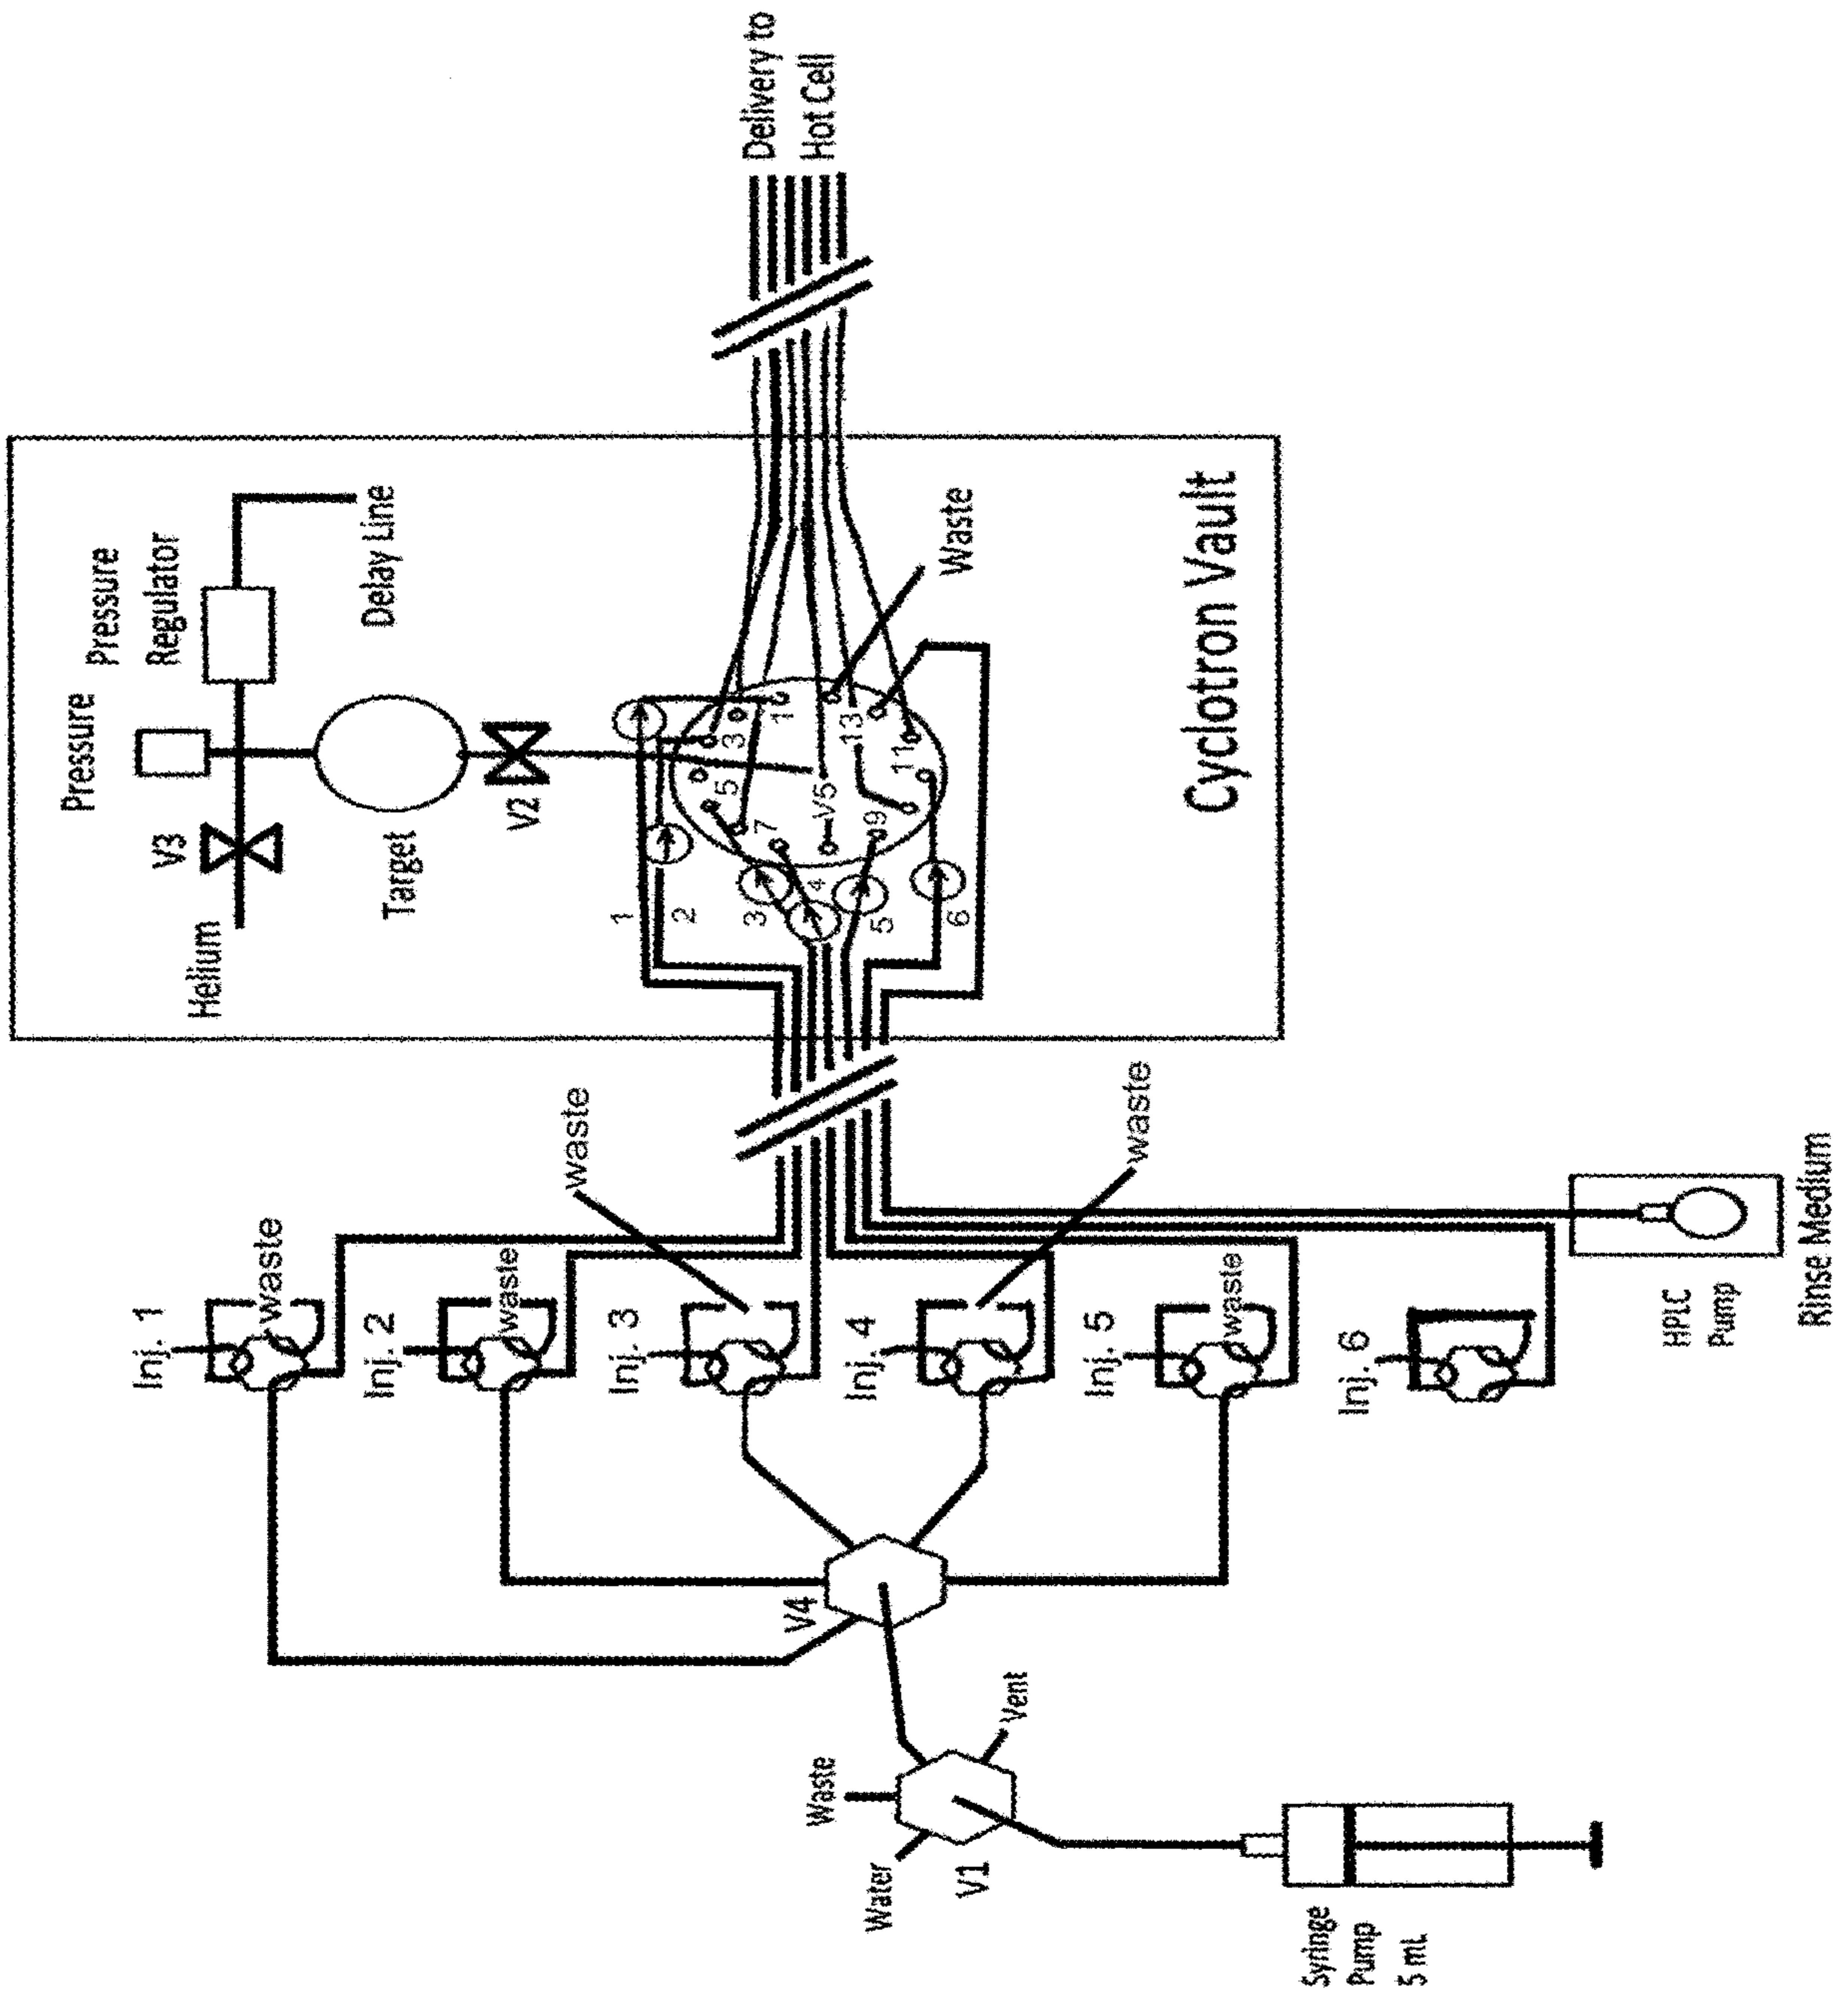 Syringe
Pump
5 mL
Water
Waste
V1
Vent
V4
Inj. 1
waste
Inj. 2
waste
Inj. 3
waste
Inj. 4
waste
Inj. 5
waste
Inj. 6
HPLC
Pump
Rinse Medium
Helium
V3
Pressure
Pressure
Regulator
Delay Line
Target
V2
1
2
3
4
5
6
1
3
5
7
V5
9
11
13
Waste
Cyclotron Vault
Delivery to
Hot Cell